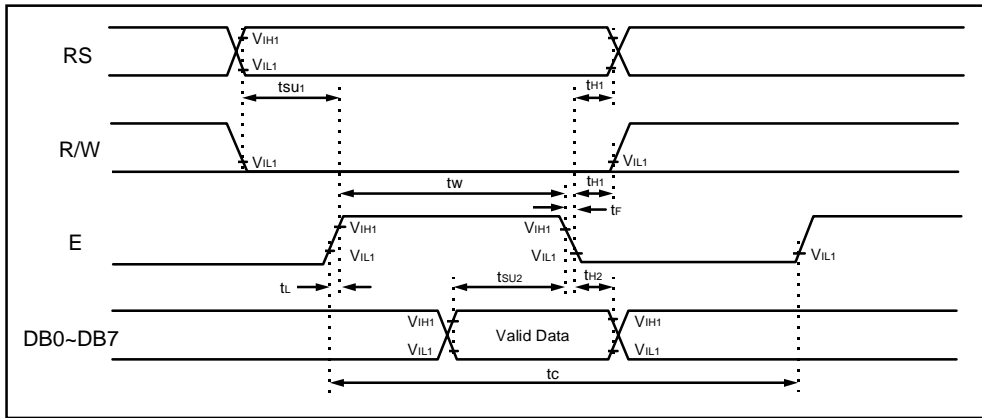 RS
VIH1
VIL1
tsu1
tH1
R/W
VIL1
VIL1
tw
tH1
tF
E
VIH1
VIH1
VIL1
VIL1
VIL1
tL
tSU2
tH2
DB0~DB7
VIH1
Valid Data
VIH1
VIL1
VIL1
tc